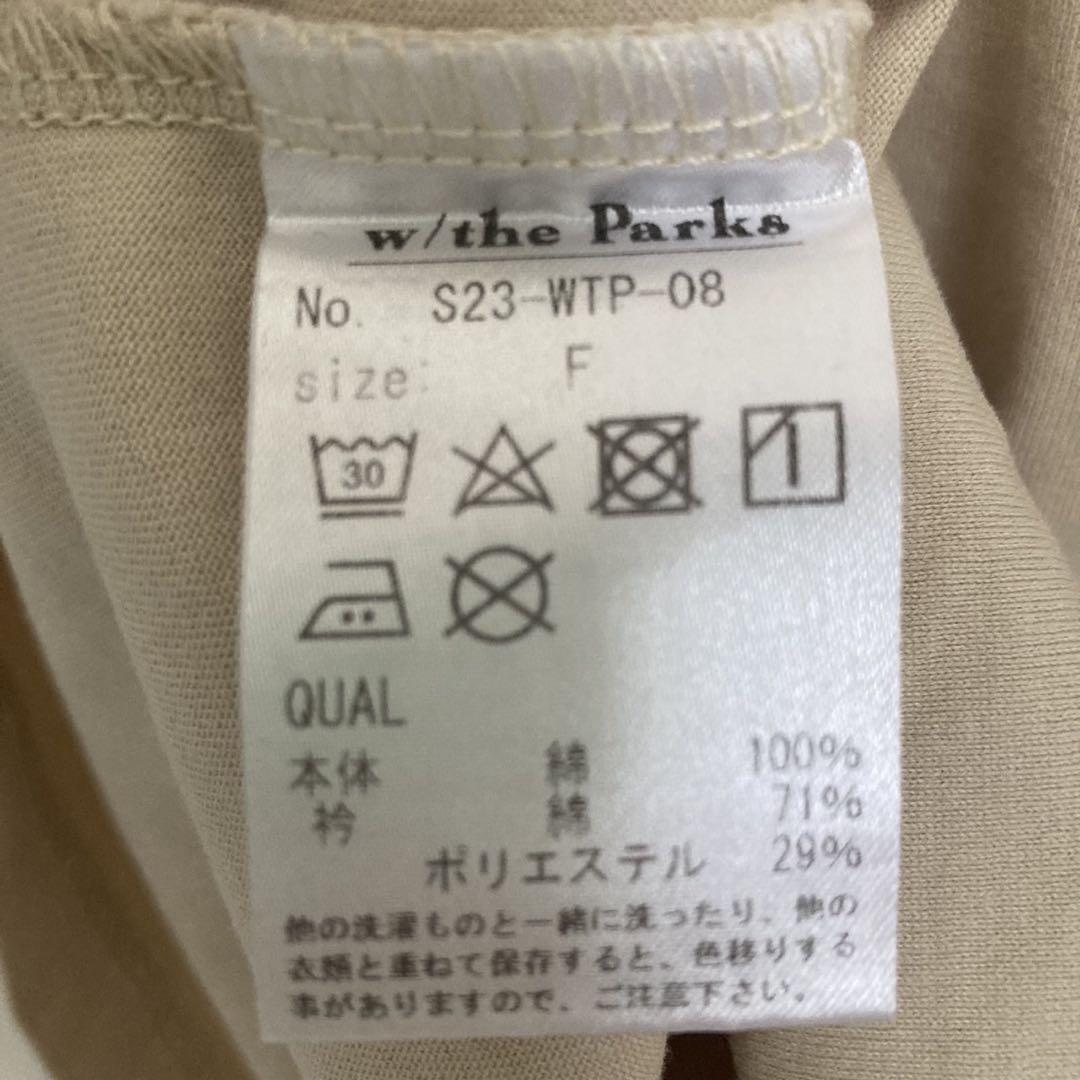 w/the Parks
No. S23-WTP-08
size: F
30
QUAL
本体 綿 100%
衿 綿 71%
ポリエステル 29%
他の洗濯ものと一緒に洗ったり、他の
衣類と重ねて保存すると、色移りする
事がありますので、ご注意下さい。